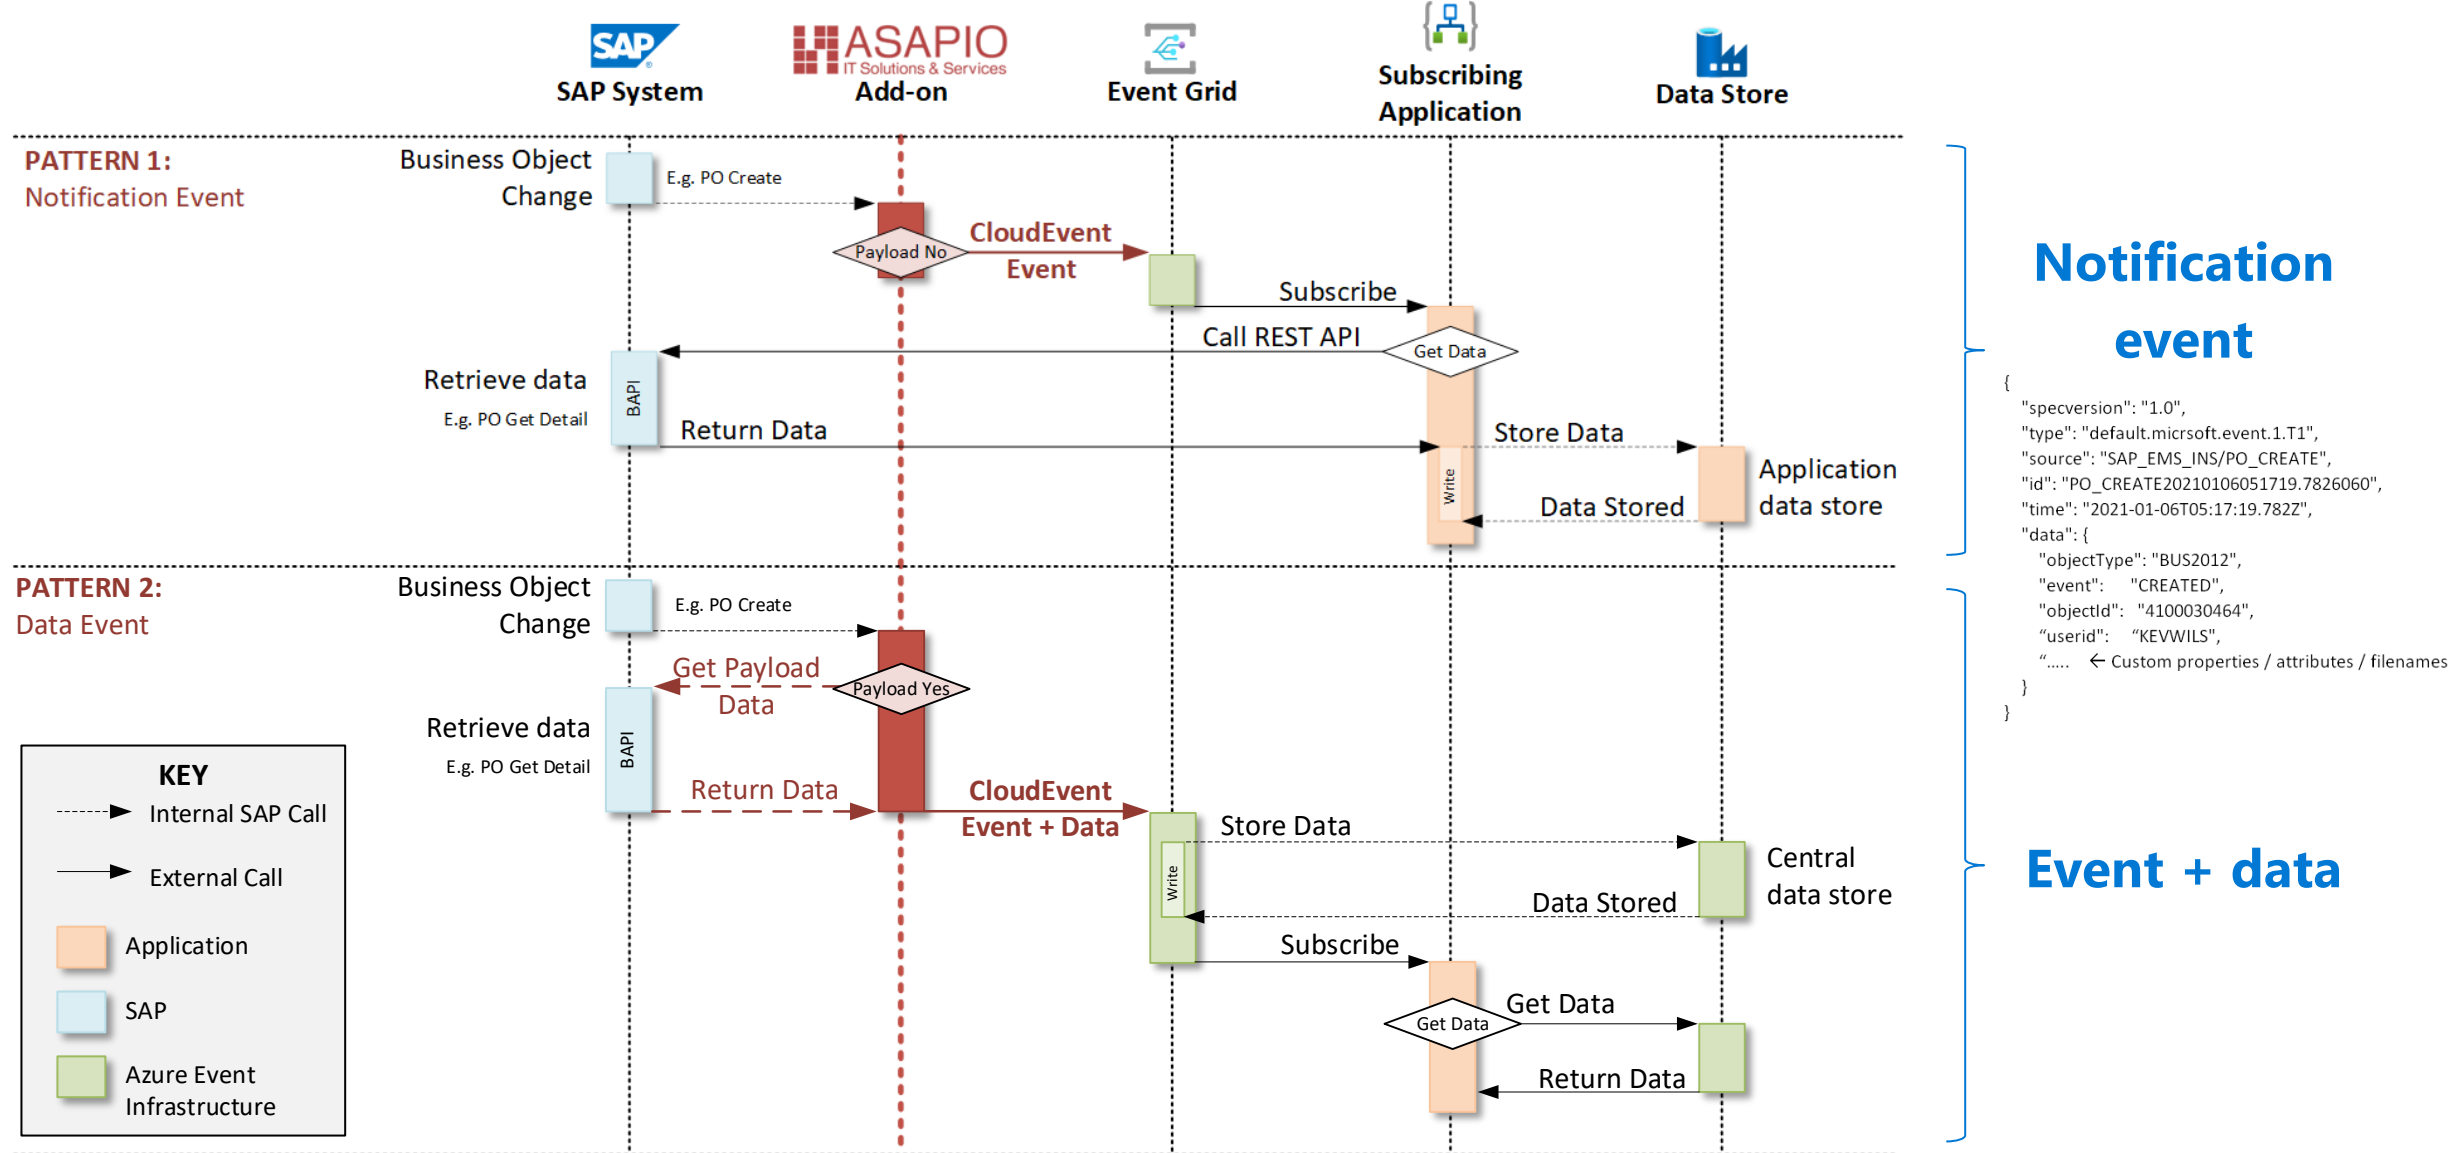 SAP
SAP System
ASAPIO
IT Solutions & Services
Add-on
Event Grid
Subscribing
Application
Data Store
PATTERN 1:
Notification Event
Business Object
Change
E.g. PO Create
Payload No
CloudEvent
Event
Subscribe
Call REST API
Get Data
Retrieve data
E.g. PO Get Detail
BAPI
Return Data
Store Data
Write
Data Stored
Application
data store
PATTERN 2:
Data Event
Business Object
Change
E.g. PO Create
Get Payload
Data
Payload Yes
Retrieve data
E.g. PO Get Detail
BAPI
Return Data
CloudEvent
Event + Data
Store Data
Write
Data Stored
Central
data store
Subscribe
Get Data
Get Data
Return Data
KEY
Internal SAP Call
External Call
Application
SAP
Azure Event
Infrastructure
Notification
event
{
"specversion": "1.0",
"type": "default.micrsoft.event.1.T1",
"source": "SAP_EMS_INS/PO_CREATE",
"id": "PO_CREATE20210106051719.7826060",
"time": "2021-01-06T05:17:19.782Z",
"data": {
"objectType": "BUS2012",
"event": "CREATED",
"objectId": "4100030464",
“userid": “KEVWILS",
“..... ← Custom properties / attributes / filenames
}
}
Event + data